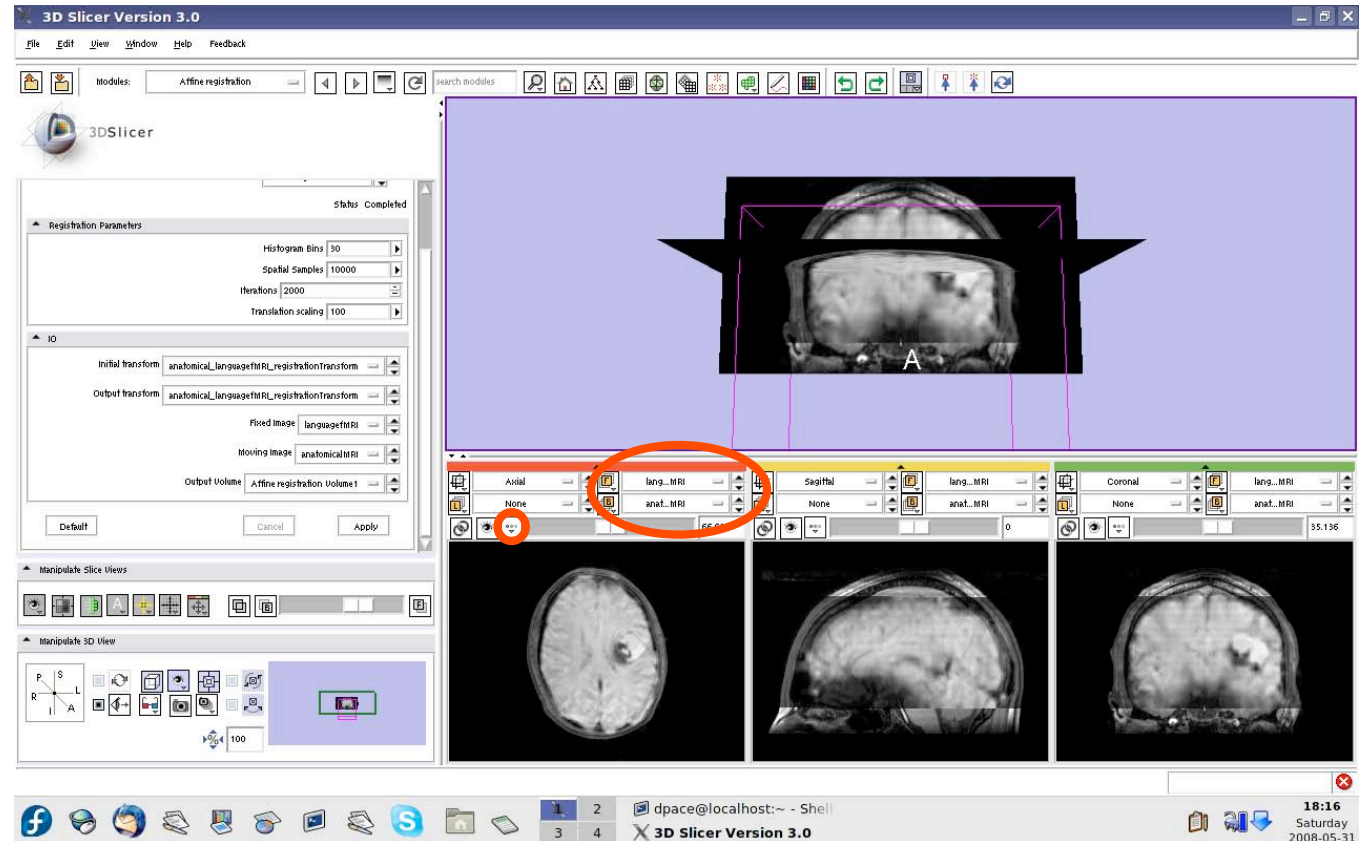 3D Slicer Version 3.0
File Edit View Window Help Feedback
Modules: Affine registration search modules
3DSlicer
Status Completed
Registration Parameters
Histogram Bins 30
Spatial Samples 10000
Iterations 2000
Translation scaling 100
IO
Initial transform anatomical_languagefMRI_registrationTransform
Output transform anatomical_languagefMRI_registrationTransform
Fixed Image languagefMRI
Moving Image anatomicalMRI
Output Volume Affine registration Volume1
Default Cancel Apply
Manipulate Slice Views
B F
Manipulate 3D View
P S R L I A
100
A
Axial F lang...MRI
L None B anat...MRI
Sagittal F lang...MRI
L None B anat...MRI
0
Coronal F lang...MRI
L None B anat...MRI
35.136
1 2 dpace@localhost:~ - Shell
3 4 3D Slicer Version 3.0
18:16
Saturday
2008-05-31